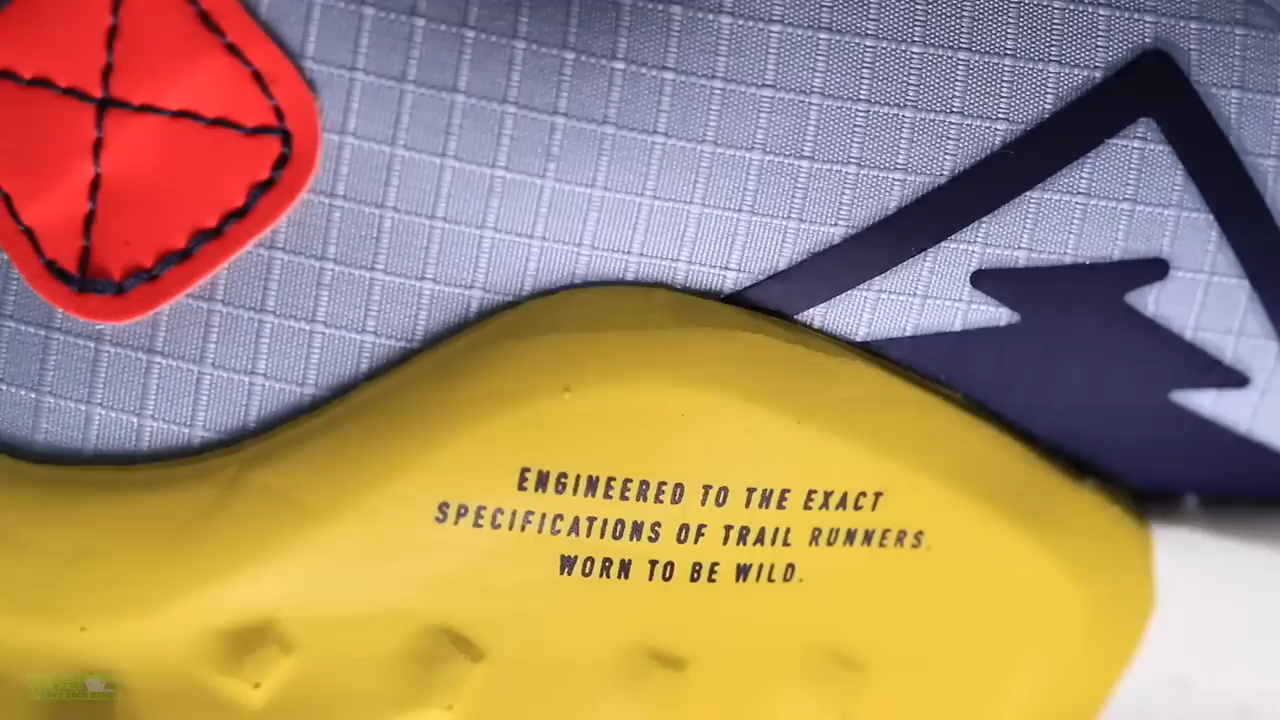 ENGINEERED TO THE EXACT
SPECIFICATIONS OF TRAIL RUNNERS.
WORN TO BE WILD.